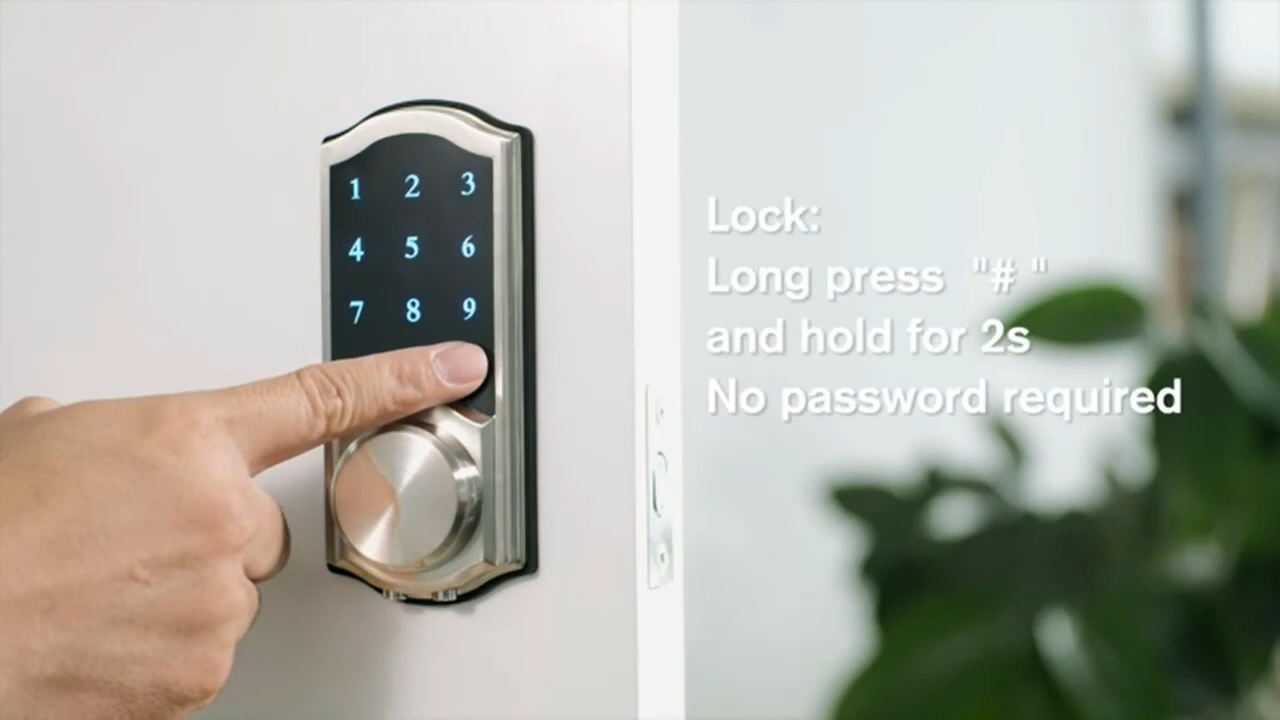 1 2 3
4 5 6
7 8 9
Lock:
Long press "# "
and hold for 2s
No password required